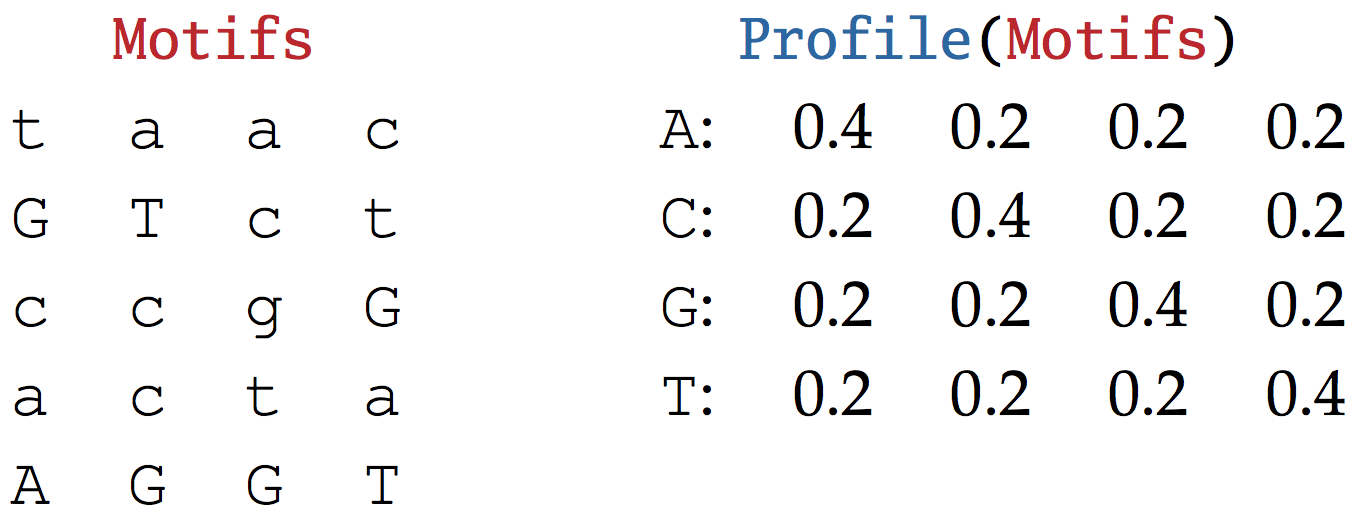 Motifs Profile(Motifs)
t a a c A: 0.4 0.2 0.2 0.2
G T c t C: 0.2 0.4 0.2 0.2
c c g G G: 0.2 0.2 0.4 0.2
a c t a T: 0.2 0.2 0.2 0.4
A G G T